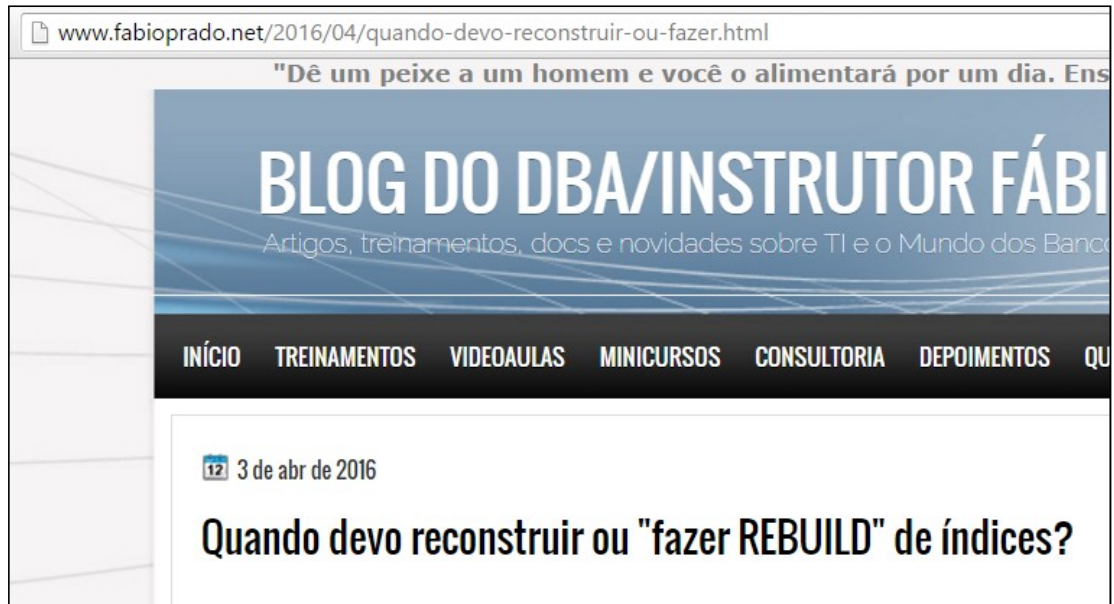 www.fabioprado.net/2016/04/quando-devo-reconstruir-ou-fazer.html
"Dê um peixe a um homem e você o alimentará por um dia. Ens
BLOG DO DBA/INSTRUTOR FÁBI
Artigos, treinamentos, docs e novidades sobre TI e o Mundo dos Banco
INÍCIO TREINAMENTOS VIDEOAULAS MINICURSOS CONSULTORIA DEPOIMENTOS QU
12 3 de abr de 2016
Quando devo reconstruir ou "fazer REBUILD" de índices?